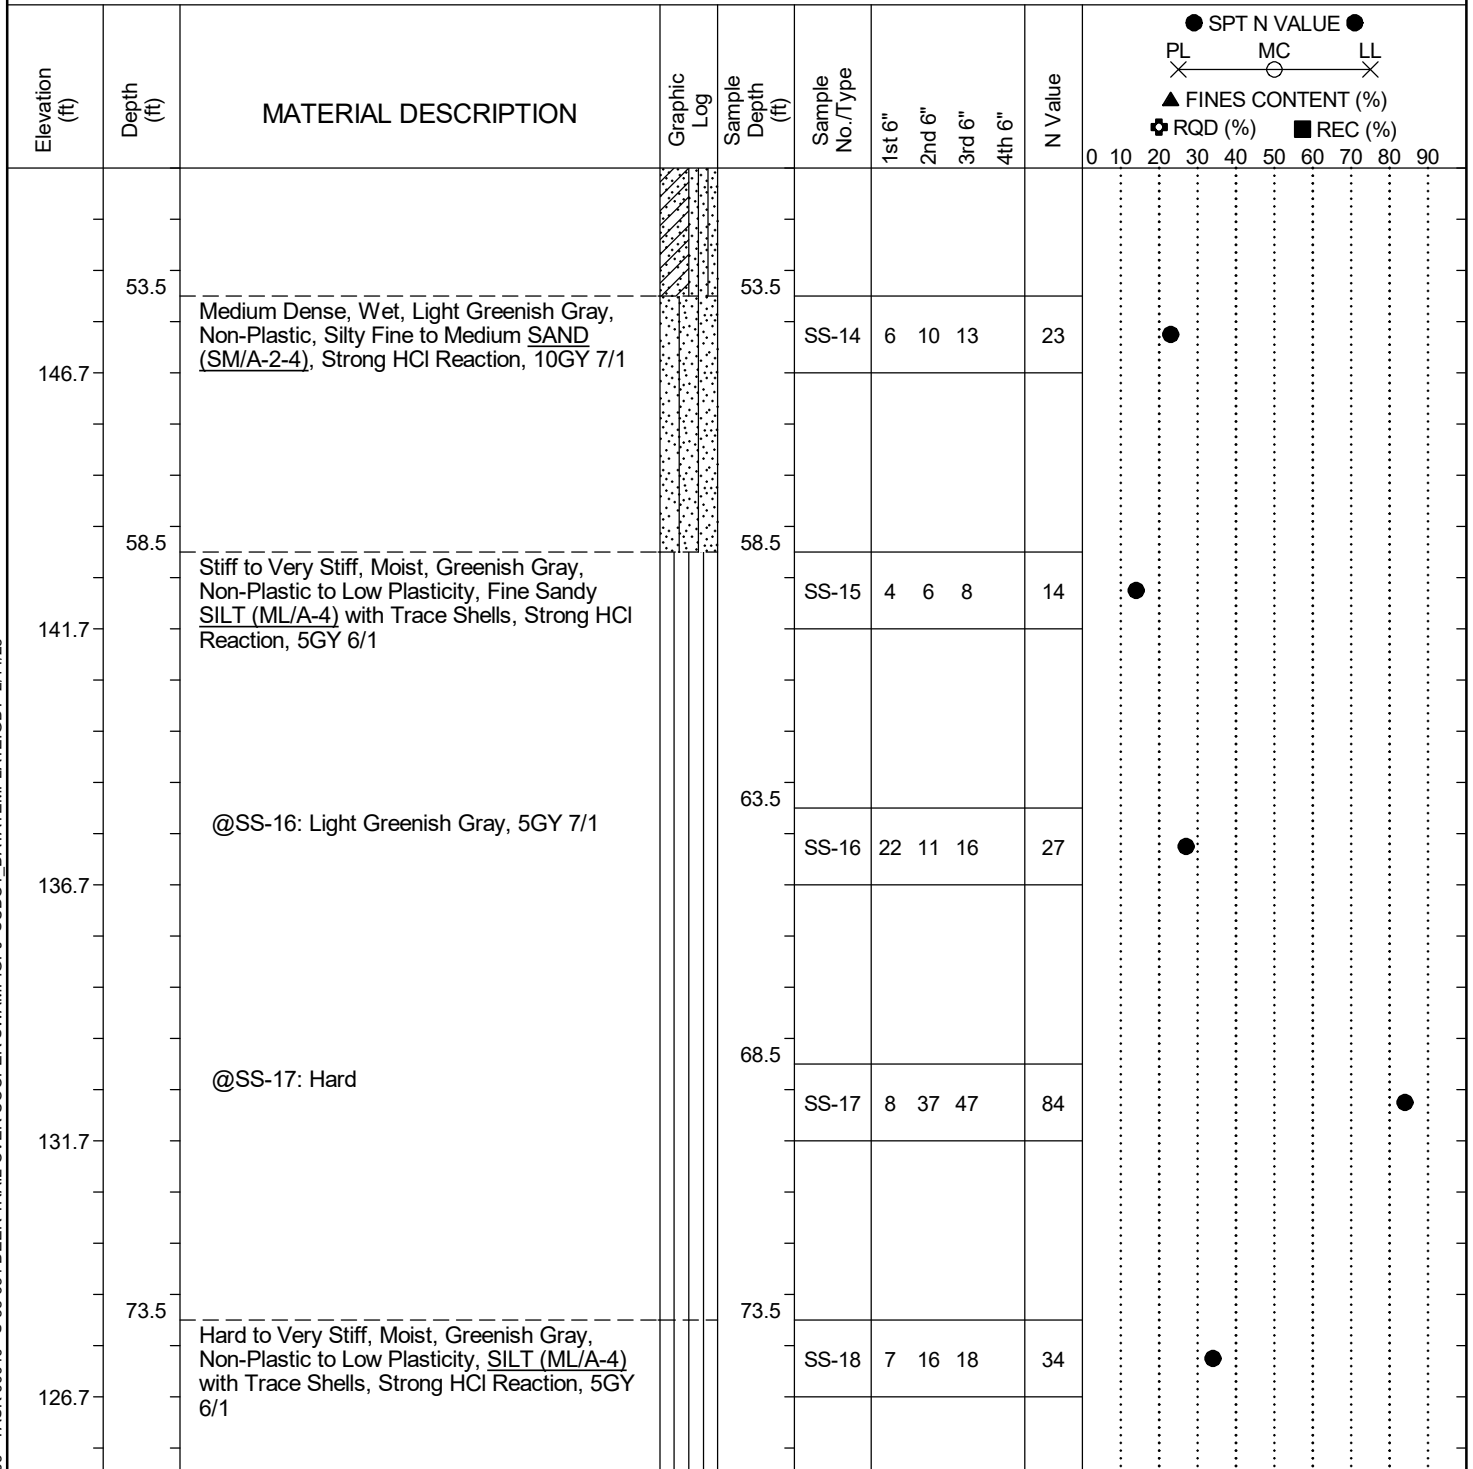 ● SPT N VALUE ●
PL MC LL
▲ FINES CONTENT (%)
RQD (%) ■ REC (%)
0 10 20 30 40 50 60 70 80 90
Elevation
(ft)
Depth
(ft)
MATERIAL DESCRIPTION
Graphic
Log
Sample
Depth
(ft)
Sample
No./Type
1st 6"
2nd 6"
3rd 6"
4th 6"
N Value
53.5 53.5
Medium Dense, Wet, Light Greenish Gray,
Non-Plastic, Silty Fine to Medium SAND
(SM/A-2-4), Strong HCl Reaction, 10GY 7/1
SS-14 6 10 13 23
146.7
58.5 58.5
Stiff to Very Stiff, Moist, Greenish Gray,
Non-Plastic to Low Plasticity, Fine Sandy
SILT (ML/A-4) with Trace Shells, Strong HCl
Reaction, 5GY 6/1
SS-15 4 6 8 14
141.7
63.5
@SS-16: Light Greenish Gray, 5GY 7/1
SS-16 22 11 16 27
136.7
68.5
@SS-17: Hard
SS-17 8 37 47 84
131.7
73.5 73.5
Hard to Very Stiff, Moist, Greenish Gray,
Non-Plastic to Low Plasticity, SILT (ML/A-4)
with Trace Shells, Strong HCl Reaction, 5GY
6/1
SS-18 7 16 18 34
126.7